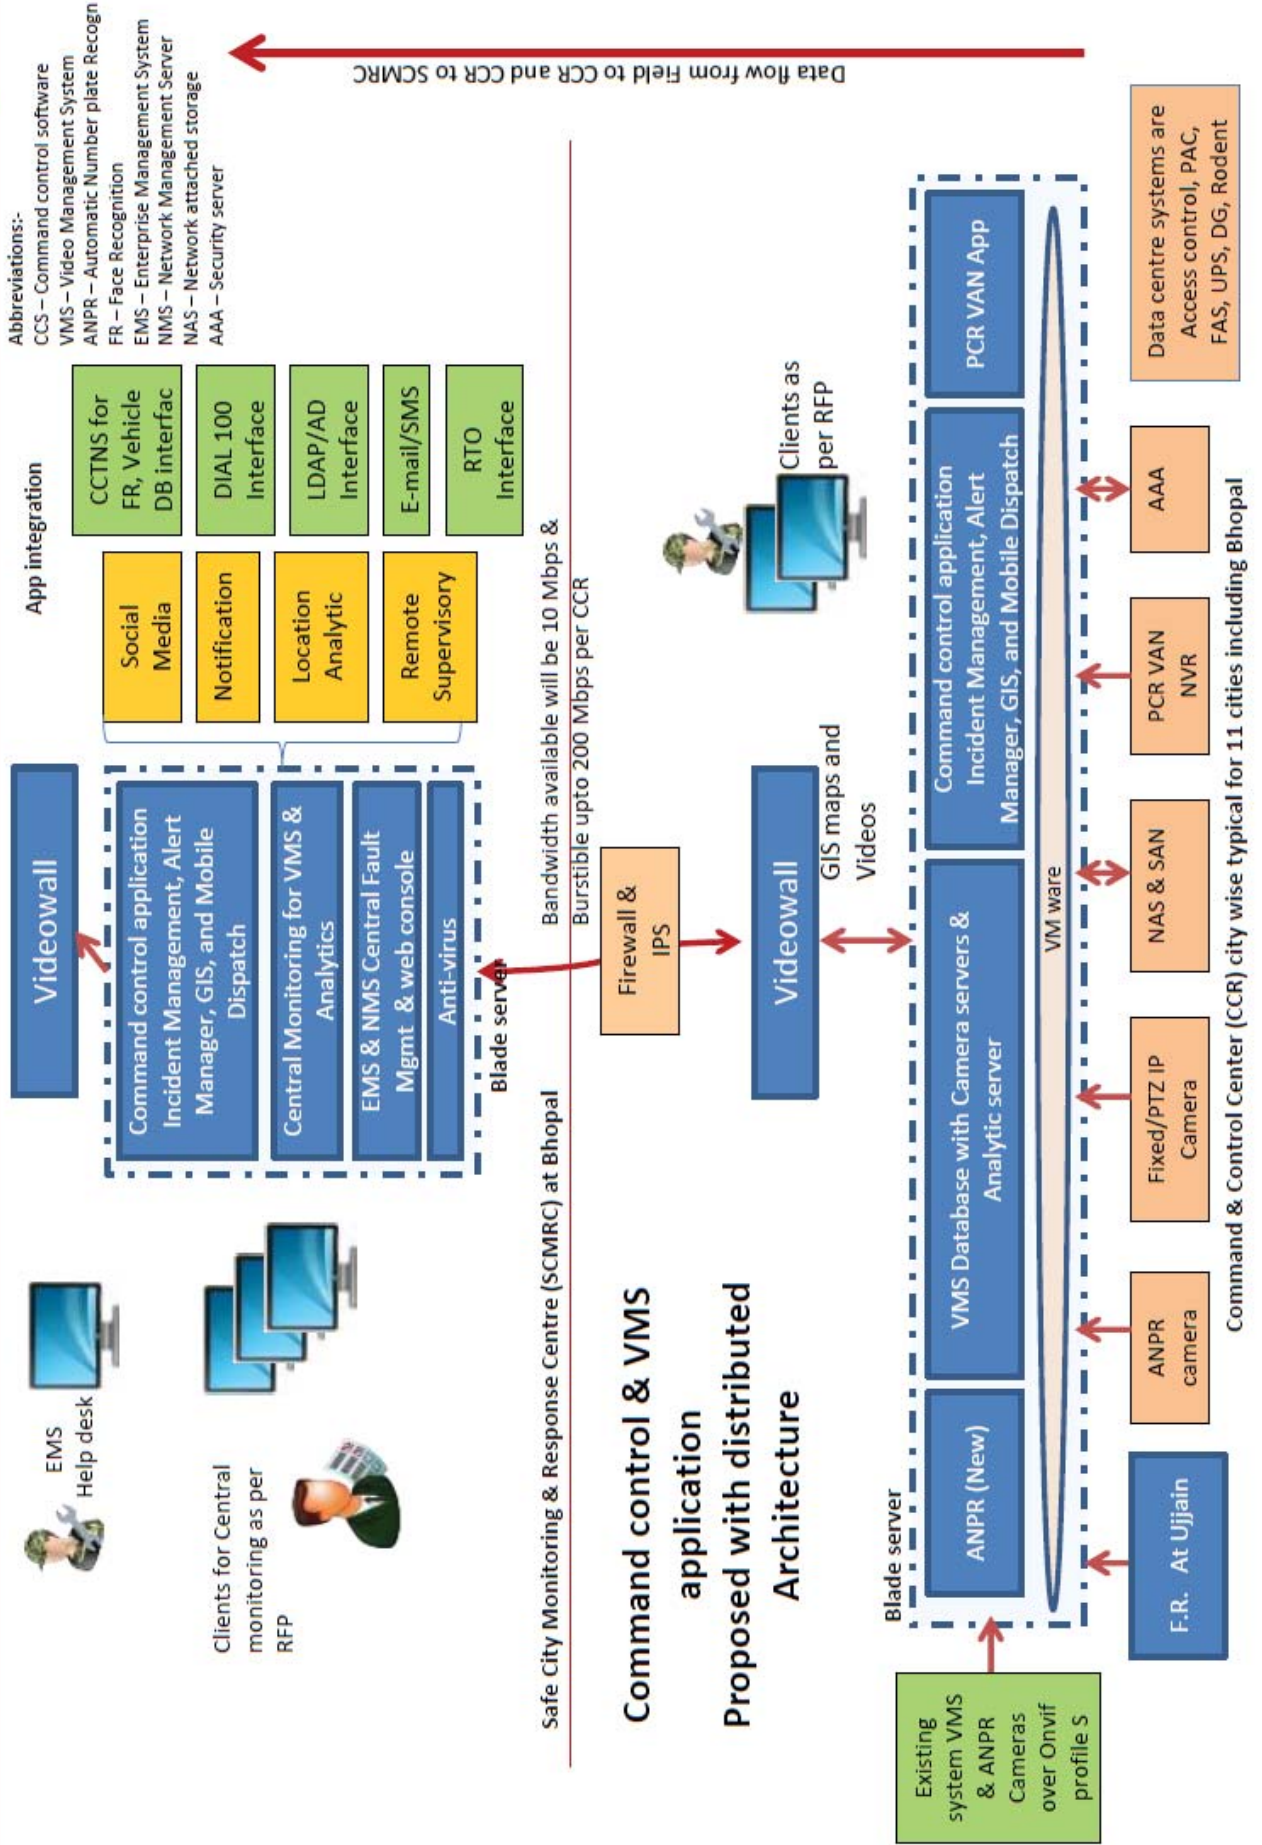 EMS
Help desk
Clients for Central
monitoring as per
RFP
Videowall
Command control application
Incident Management, Alert
Manager, GIS, and Mobile
Dispatch
Central Monitoring for VMS &
Analytics
EMS & NMS Central Fault
Mgmt & web console
Anti-virus
Blade server
App integration
Social
Media
Notification
Location
Analytic
Remote
Supervisory
CCTNS for
FR, Vehicle
DB interfac
DIAL 100
Interface
LDAP/AD
Interface
E-mail/SMS
RTO
Interface
Abbreviations:-
CCS – Command control software
VMS – Video Management System
ANPR – Automatic Number plate Recogn
FR – Face Recognition
EMS – Enterprise Management System
NMS – Network Management Server
NAS – Network attached storage
AAA – Security server
Data flow from Field to CCR and CCR to SCMRC
Safe City Monitoring & Response Centre (SCMRC) at Bhopal
Bandwidth available will be 10 Mbps &
Burstible upto 200 Mbps per CCR
Firewall &
IPS
Command control & VMS
application
Proposed with distributed
Architecture
Videowall
GIS maps and
Videos
Clients as
per RFP
Blade server
Existing
system VMS
& ANPR
Cameras
over Onvif
profile S
ANPR (New)
VMS Database with Camera servers &
Analytic server
Command control application
Incident Management, Alert
Manager, GIS, and Mobile Dispatch
PCR VAN App
VM ware
F.R. At Ujjain
ANPR
camera
Fixed/PTZ IP
Camera
NAS & SAN
PCR VAN
NVR
AAA
Data centre systems are
Access control, PAC,
FAS, UPS, DG, Rodent
Command & Control Center (CCR) city wise typical for 11 cities including Bhopal